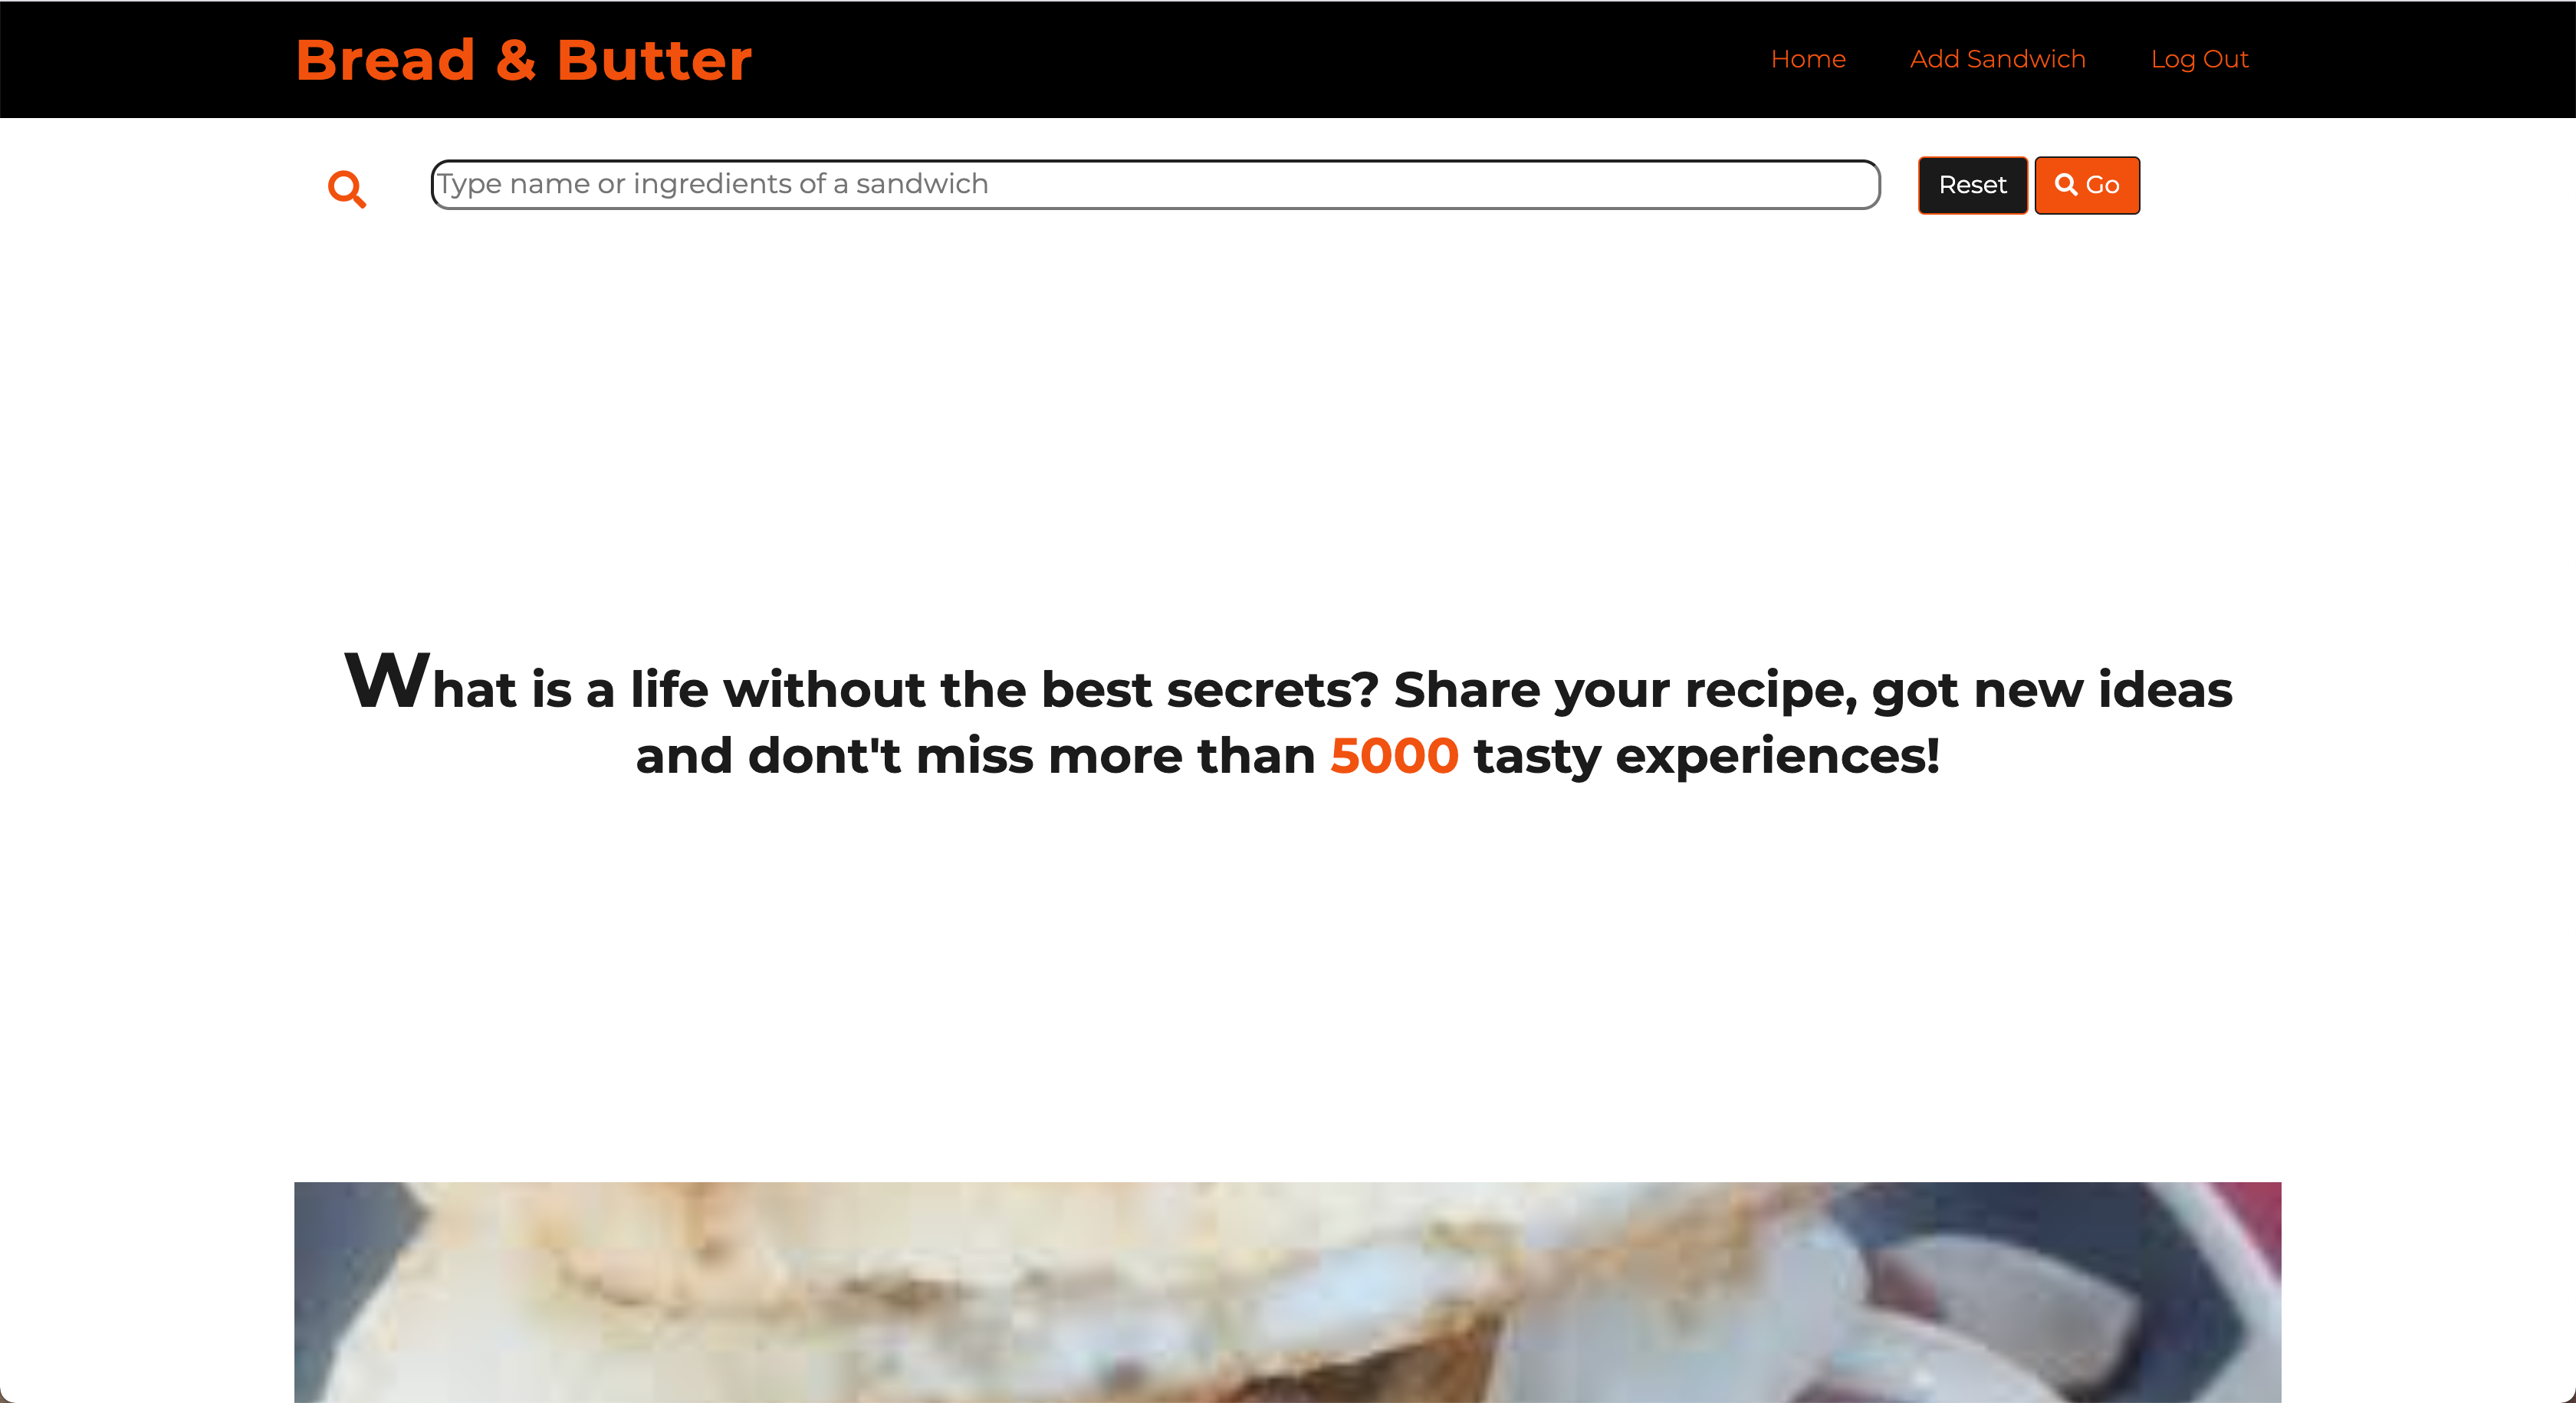 Bread & Butter
Home Add Sandwich Log Out
Type name or ingredients of a sandwich
Reset Go
What is a life without the best secrets? Share your recipe, got new ideas
and dont't miss more than 5000 tasty experiences!